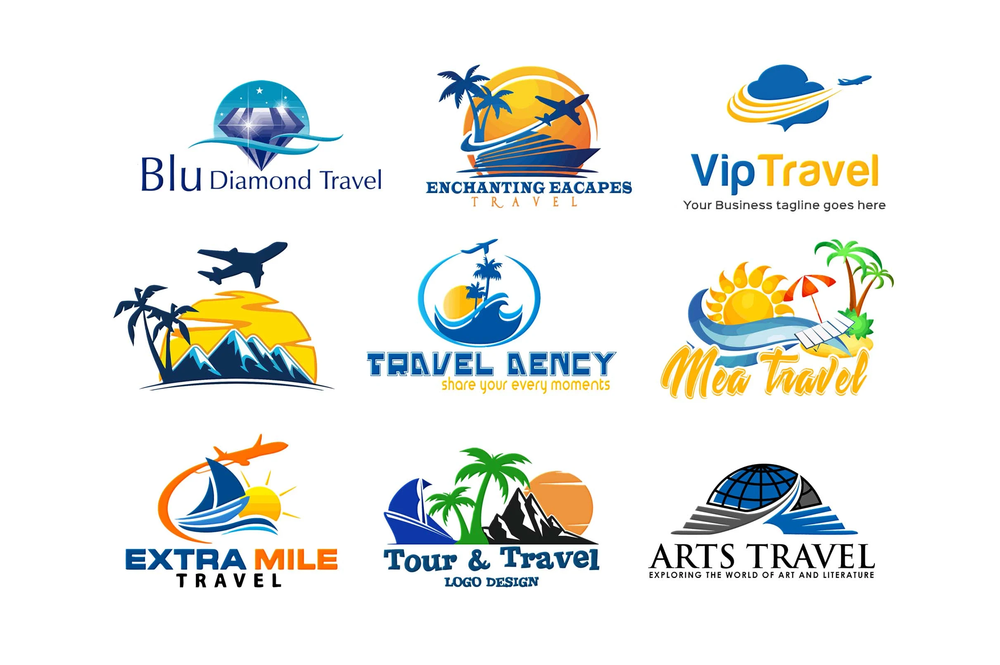 Blu Diamond Travel
ENCHANTING EACAPES
TRAVEL
VipTravel
Your Business tagline goes here
TRAVEL AENCY
share your every moments
Mea Travel
EXTRA MILE
TRAVEL
Tour & Travel
LOGO DESIGN
ARTS TRAVEL
EXPLORING THE WORLD OF ART AND LITERATURE